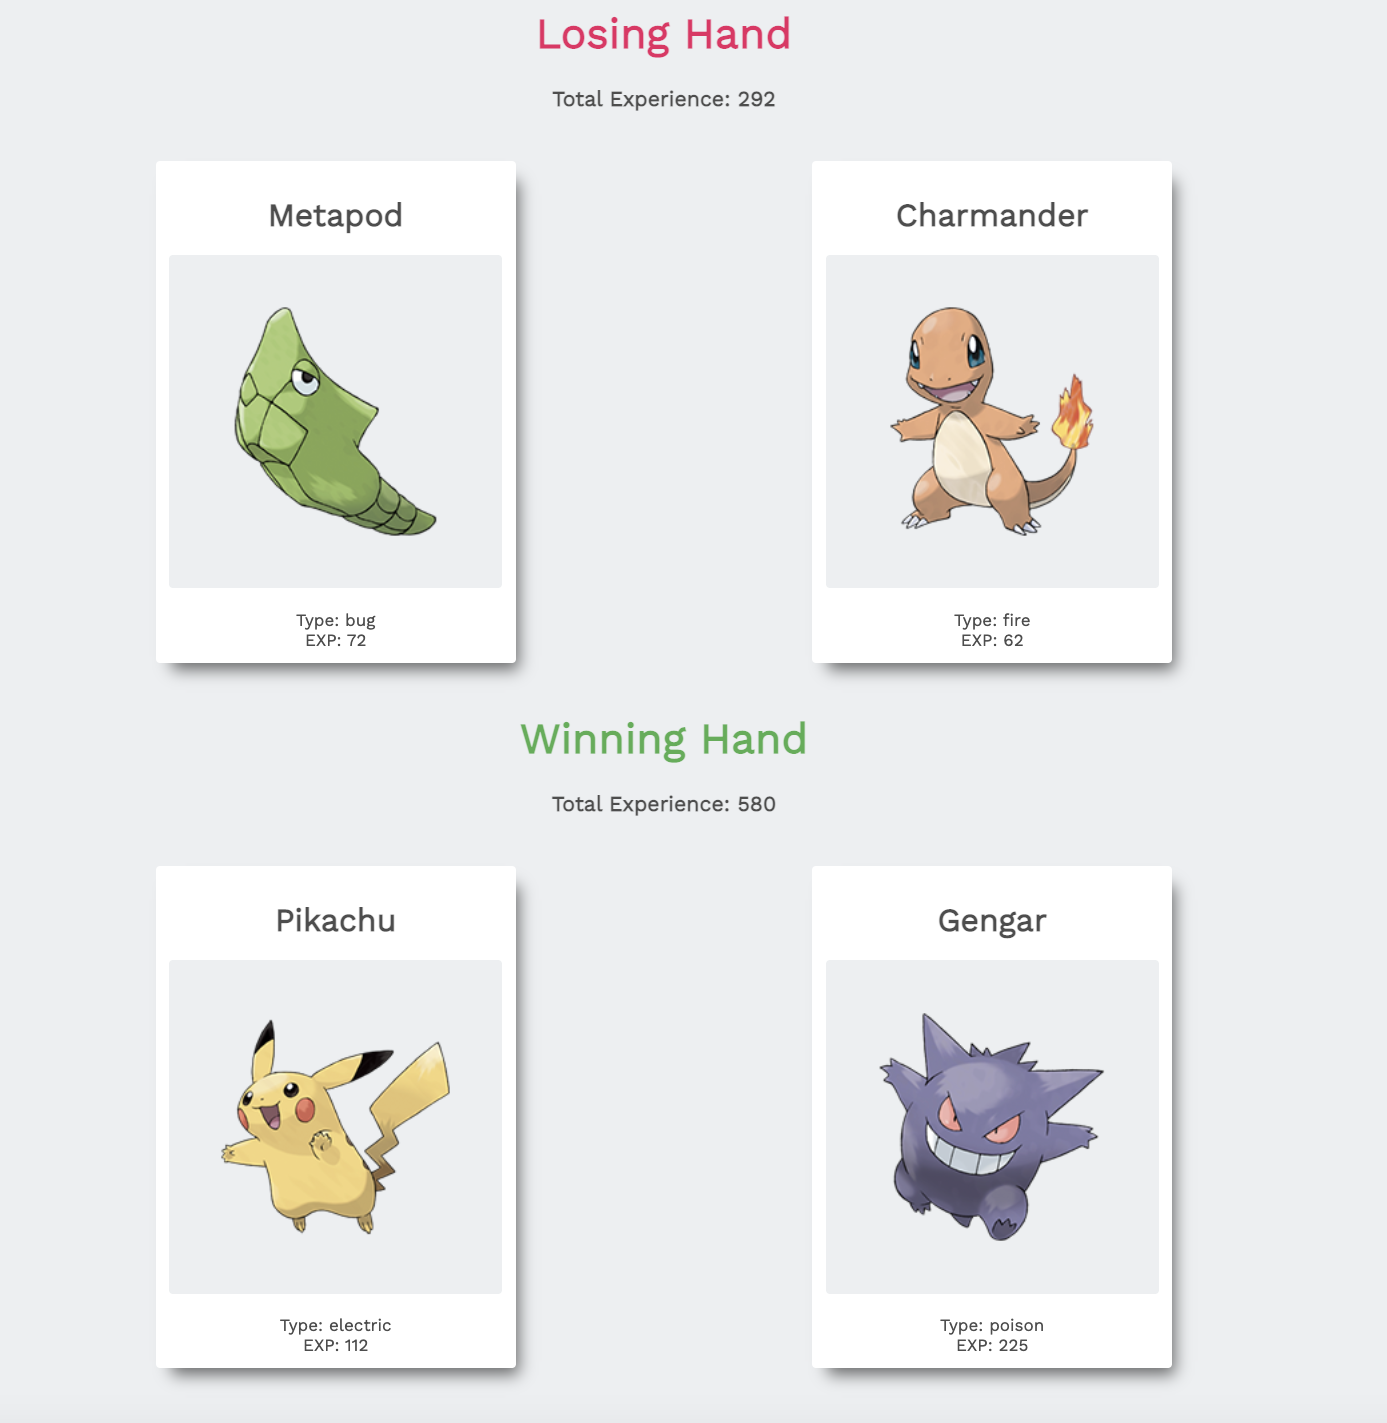 Losing Hand
Total Experience: 292
Metapod
Charmander
Type: bug
EXP: 72
Type: fire
EXP: 62
Winning Hand
Total Experience: 580
Pikachu
Gengar
Type: electric
EXP: 112
Type: poison
EXP: 225